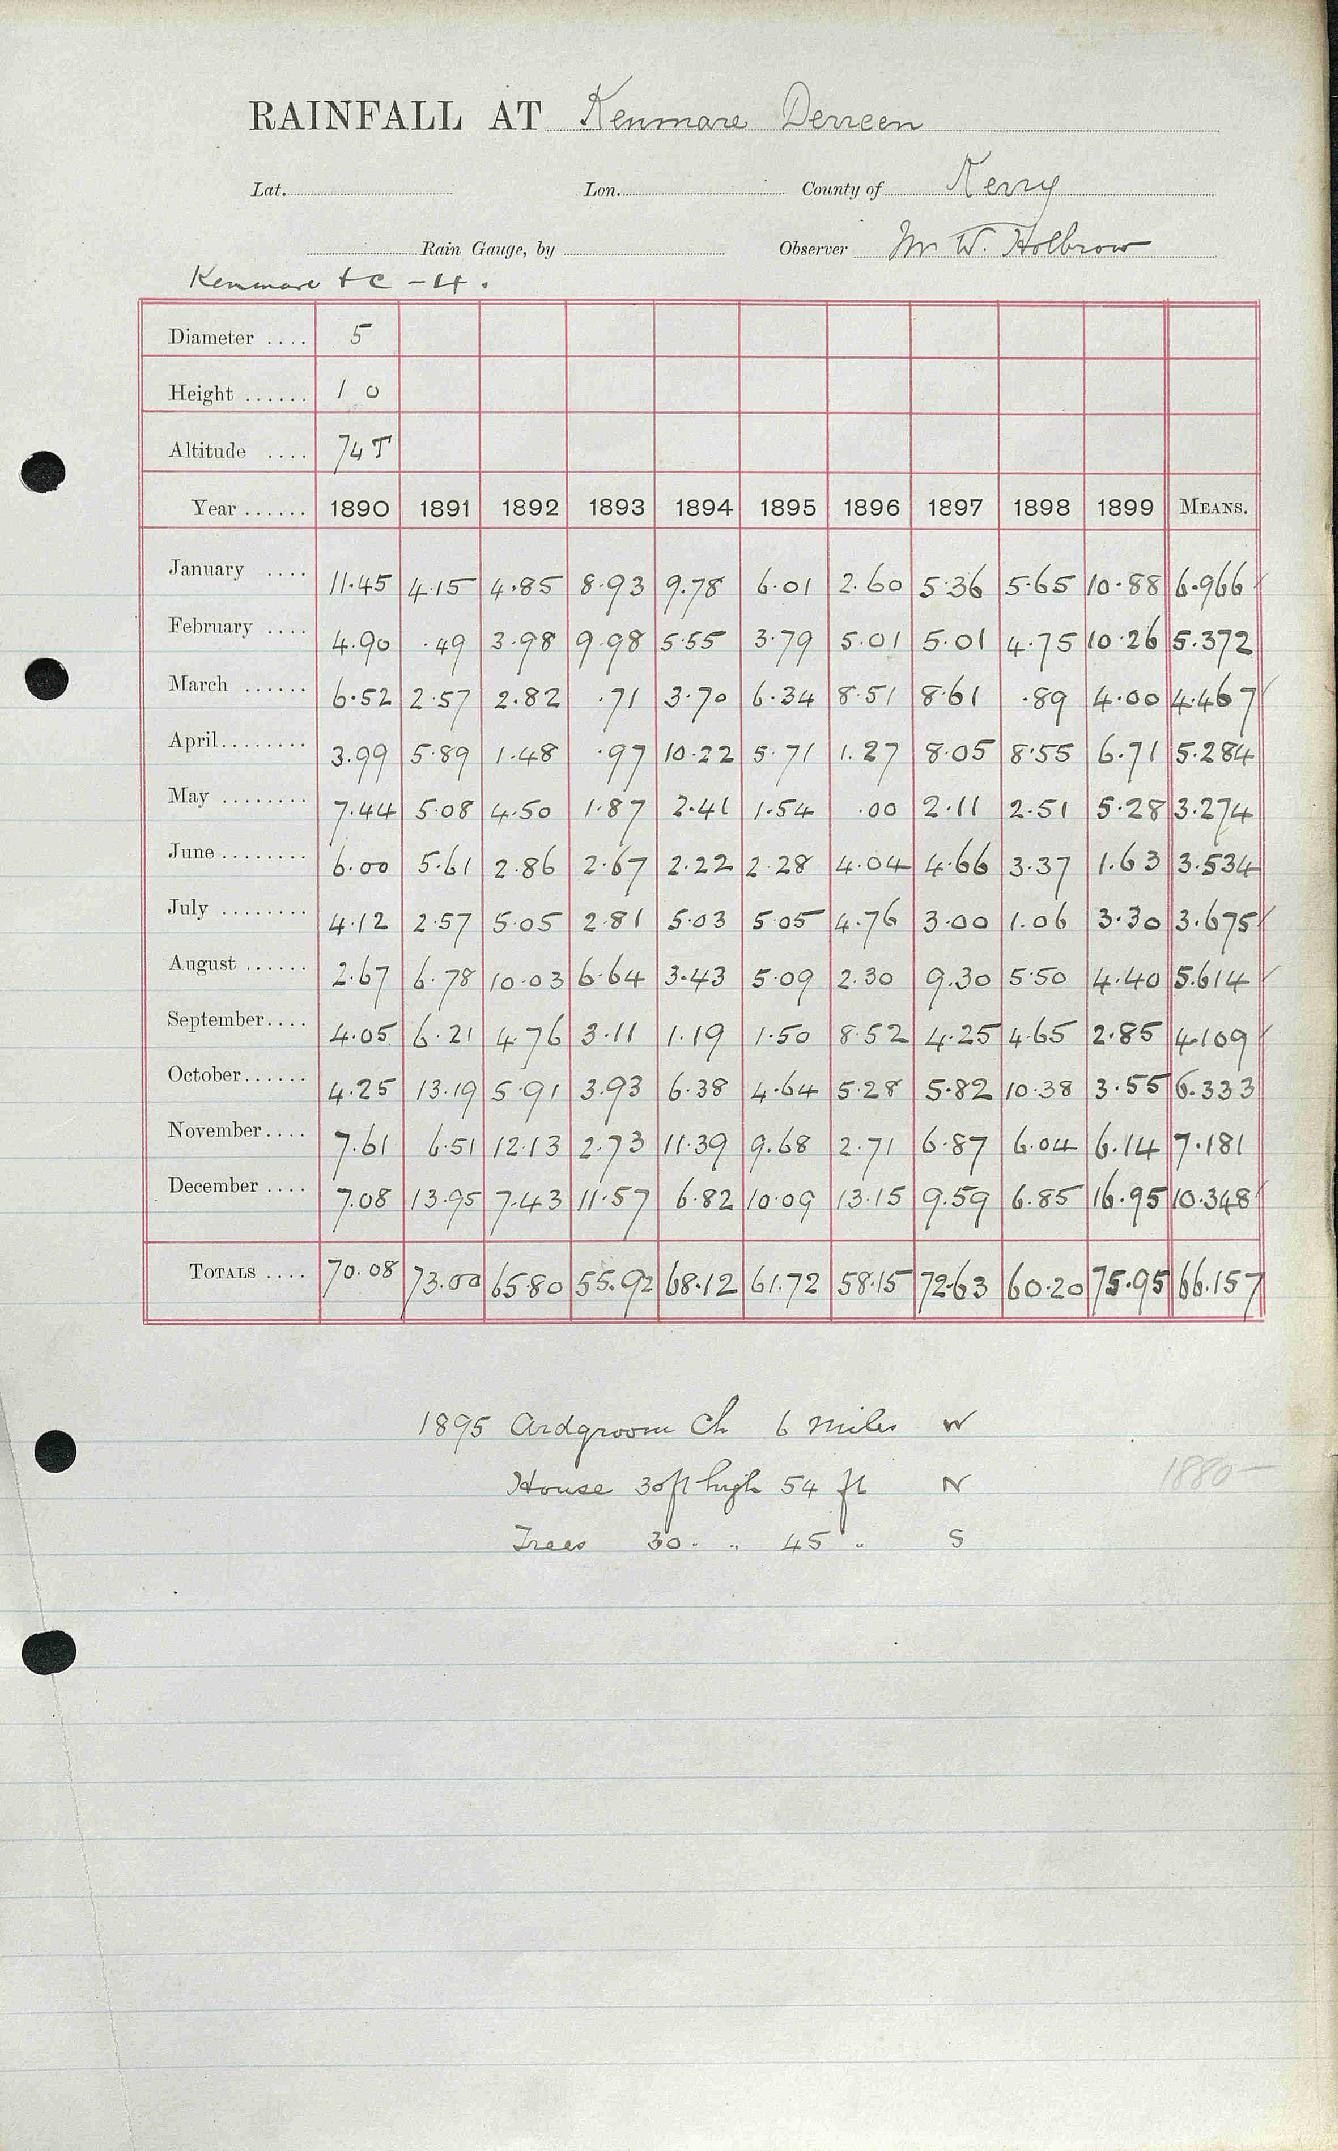 RAINFALL AT Kenmare Derreen
Lat. Lon. County of Kerry
Rain Gauge, by Observer Mr W. Holbrow
Kenmare
Diameter .... 5
Height ...... 1 0
Altitude .... 74 T
Year ...... 1890 1891 1892 1893 1894 1895 1896 1897 1898 1899 MEANS.
January .... 11.45 4.15 4.85 8.93 9.78 6.01 2.60 5.36 5.65 10.88 6.966
February .... 4.90 .49 3.98 9.98 5.55 3.79 5.01 5.01 4.75 10.26 5.372
March ...... 6.52 2.57 2.82 .71 3.70 6.34 8.51 8.61 .89 4.00 4.467
April........ 3.99 5.89 1.48 .97 10.22 5.71 1.27 8.05 8.55 6.71 5.284
May ........ 7.44 5.08 4.50 1.87 2.41 1.54 .00 2.11 2.51 5.28 3.274
June ........ 6.00 5.61 2.86 2.67 2.22 2.28 4.04 4.66 3.37 1.63 3.534
July ........ 4.12 2.57 5.05 2.81 5.03 5.05 4.76 3.00 1.06 3.30 3.675
August ...... 2.67 6.78 10.03 6.64 3.43 5.09 2.30 9.30 5.50 4.40 5.614
September.... 4.05 6.21 4.76 3.11 1.19 1.50 8.52 4.25 4.65 2.85 4.109
October...... 4.25 13.19 5.91 3.93 6.38 4.64 5.28 5.82 10.38 3.55 6.333
November.... 7.61 6.51 12.13 2.73 11.39 9.68 2.71 6.87 6.04 6.14 7.181
December .... 7.08 13.95 7.43 11.57 6.82 10.09 13.15 9.59 6.85 16.95 10.348
TOTALS .... 70.08 73.00 65.80 55.92 68.12 61.72 58.15 72.63 60.20 75.95 66.157
1895 Ardgroom Ch 6 miles W
House 30 ft high 54 ft N
Trees 30 " " 45 " S
1880-